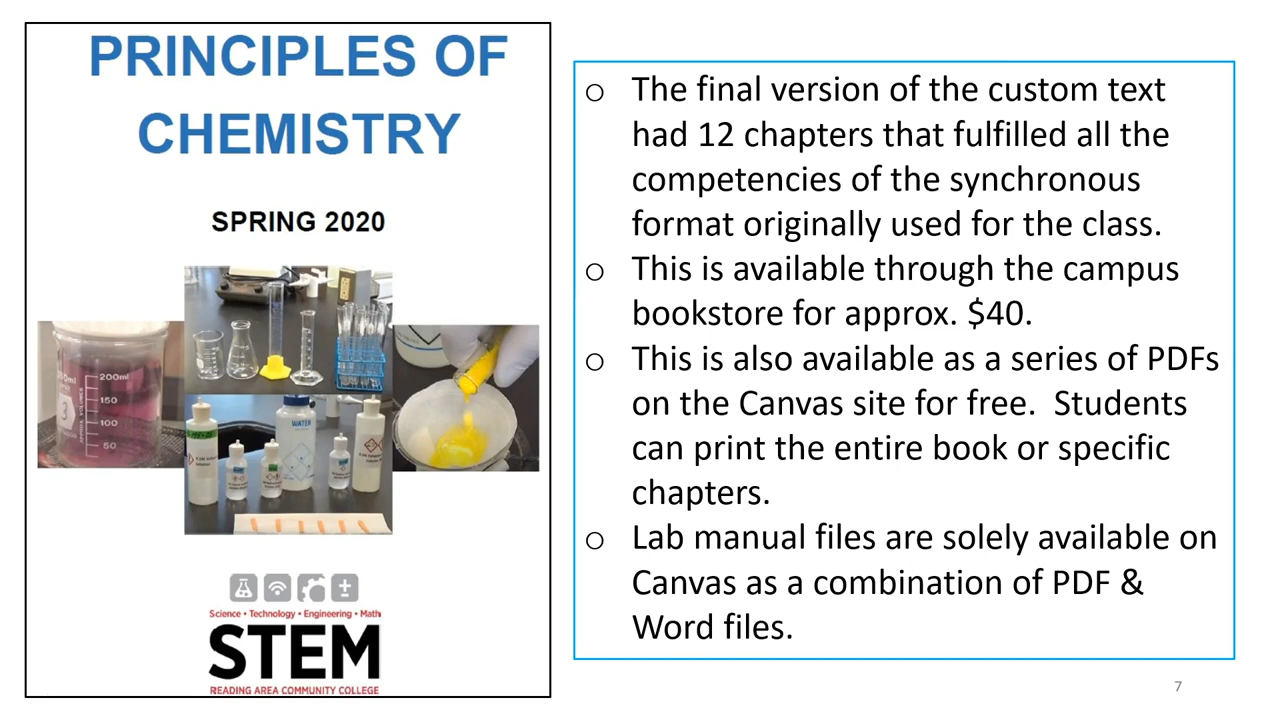 PRINCIPLES OF
CHEMISTRY
SPRING 2020
200ml
150
100
50
3
WATER
Science • Technology • Engineering • Math
STEM
READING AREA COMMUNITY COLLEGE
o The final version of the custom text
had 12 chapters that fulfilled all the
competencies of the synchronous
format originally used for the class.
o This is available through the campus
bookstore for approx. $40.
o This is also available as a series of PDFs
on the Canvas site for free.  Students
can print the entire book or specific
chapters.
o Lab manual files are solely available on
Canvas as a combination of PDF &
Word files.
7